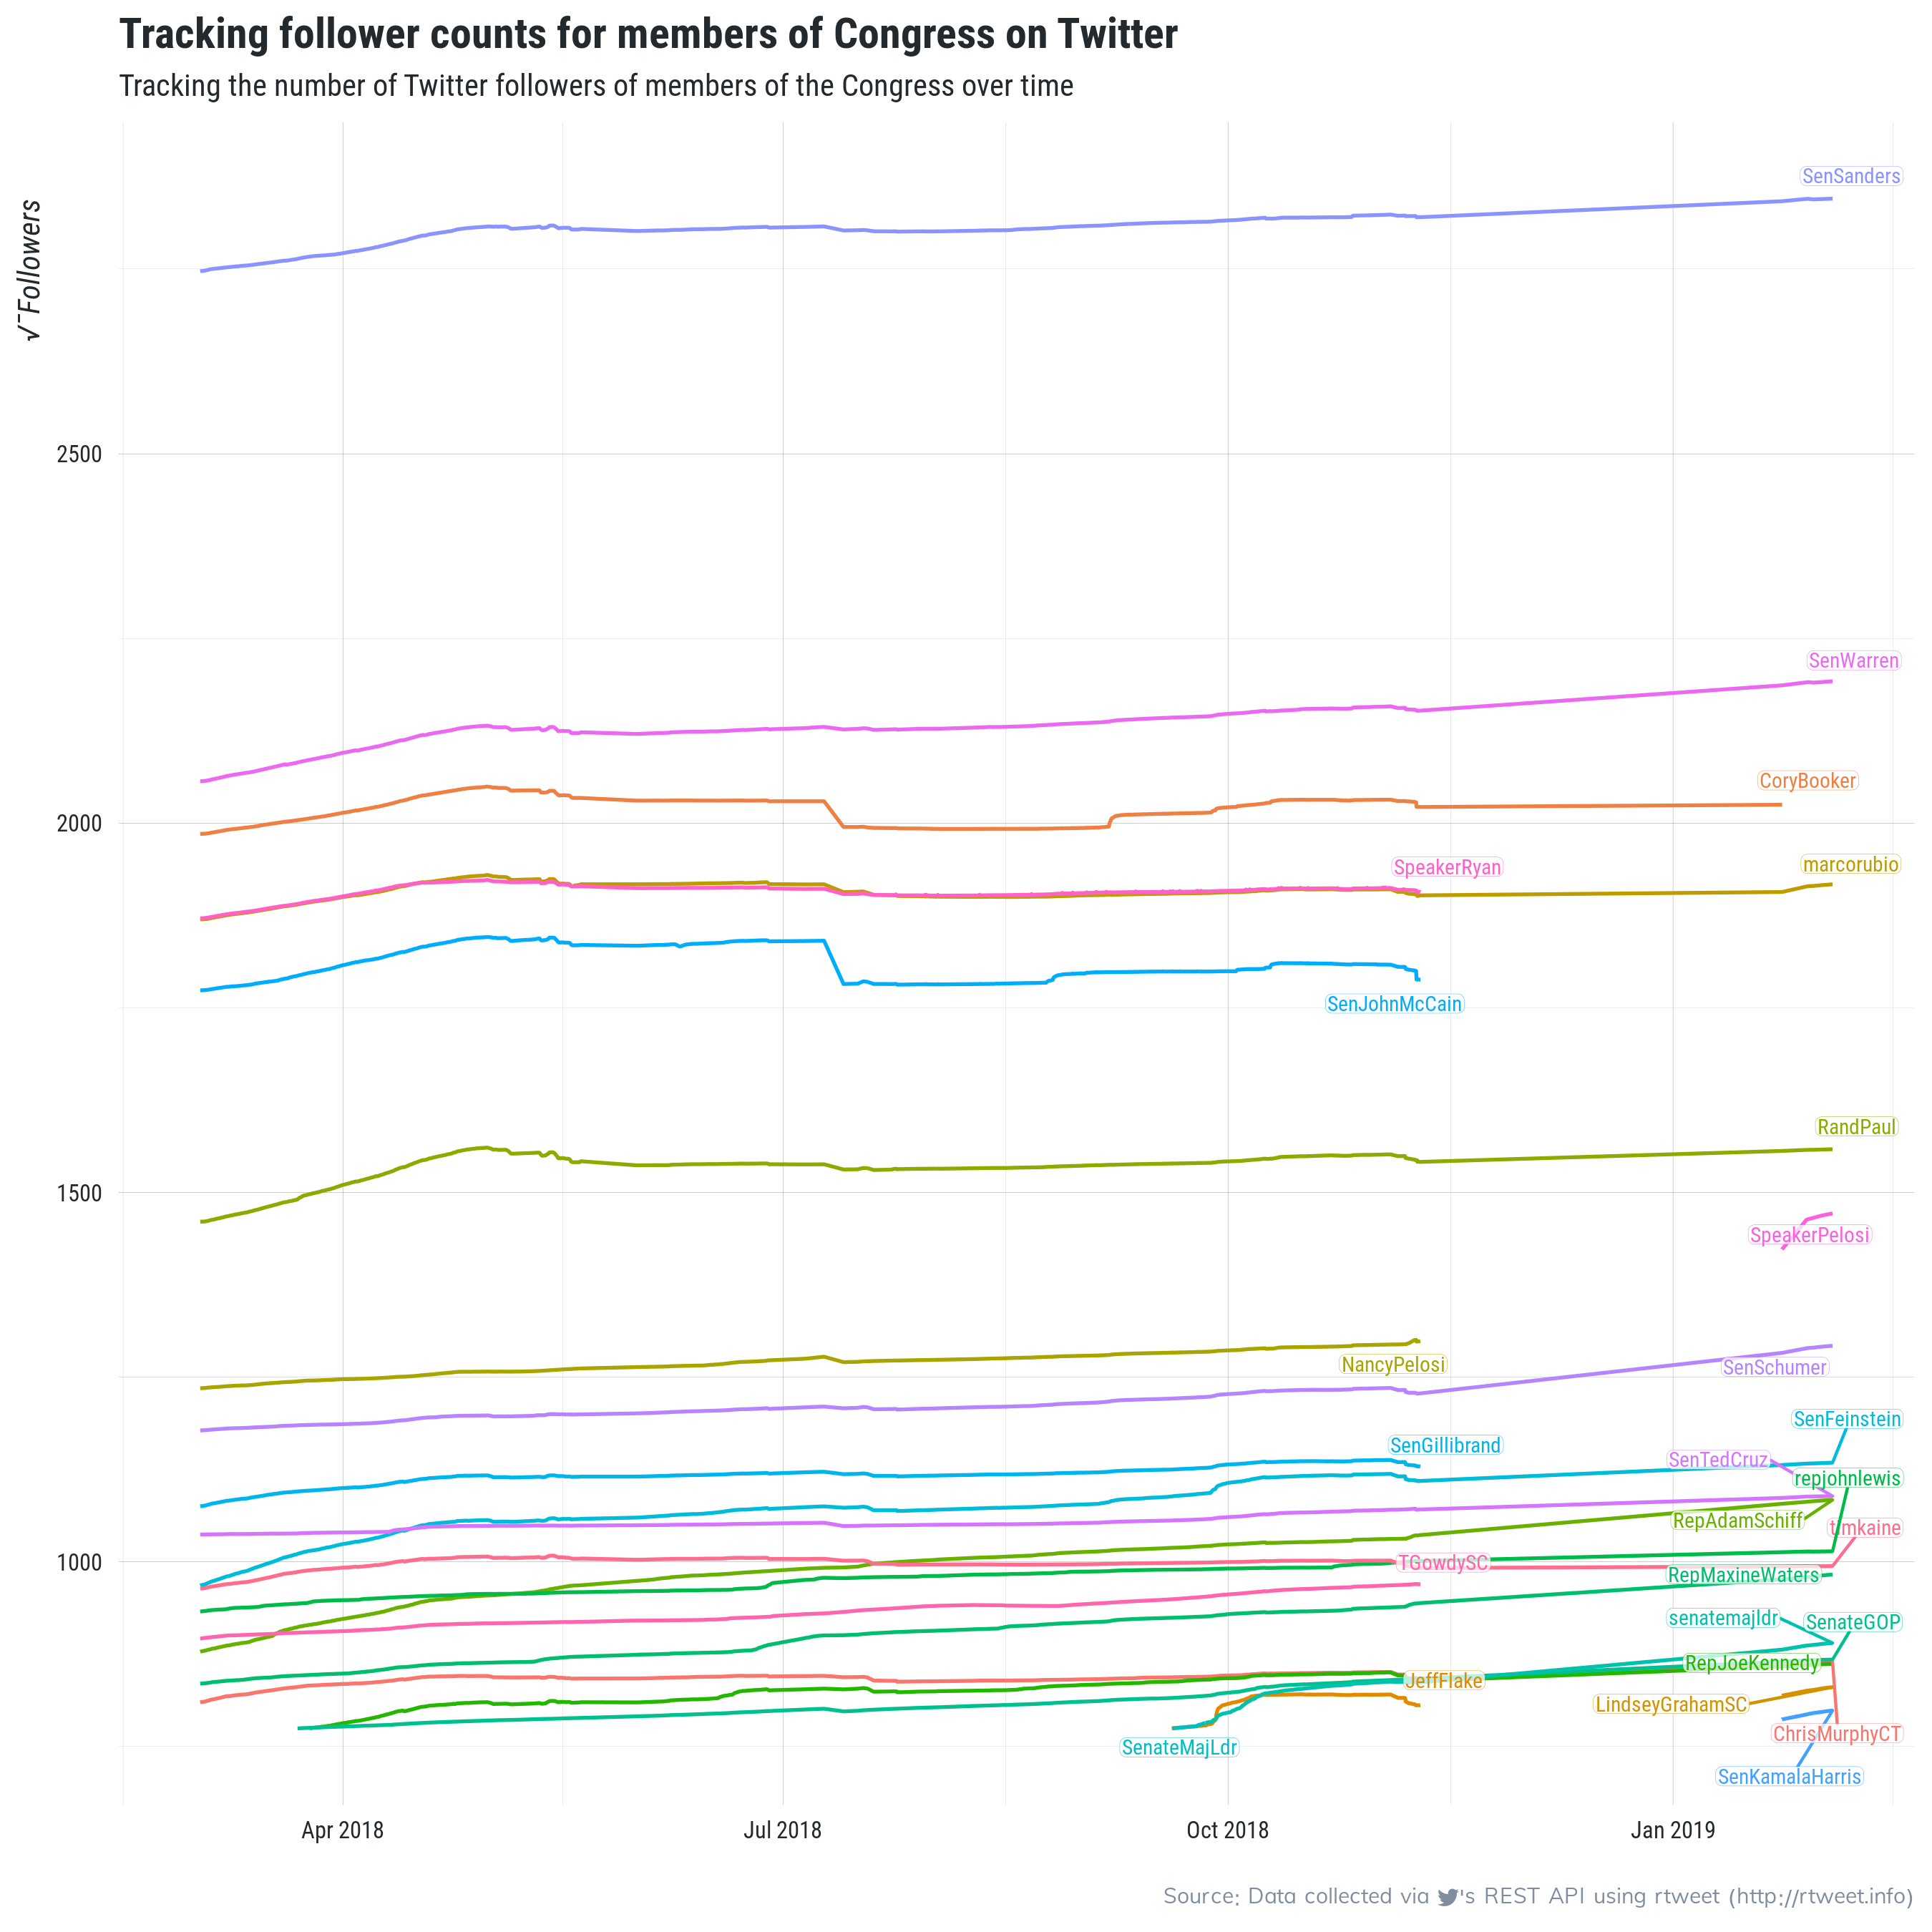 Tracking follower counts for members of Congress on Twitter
Tracking the number of Twitter followers of members of the Congress over time
√¯Followers
2500
2000
1500
1000
SenSanders
SenWarren
CoryBooker
SpeakerRyan
marcorubio
SenJohnMcCain
RandPaul
SpeakerPelosi
NancyPelosi
SenSchumer
SenFeinstein
SenGillibrand
SenTedCruz
repjohnlewis
RepAdamSchiff
timkaine
TGowdySC
RepMaxineWaters
senatemajldr
SenateGOP
RepJoeKennedy
JeffFlake
LindseyGrahamSC
ChrisMurphyCT
SenateMajLdr
SenKamalaHarris
Apr 2018
Jul 2018
Oct 2018
Jan 2019
Source: Data collected via 's REST API using rtweet (http://rtweet.info)